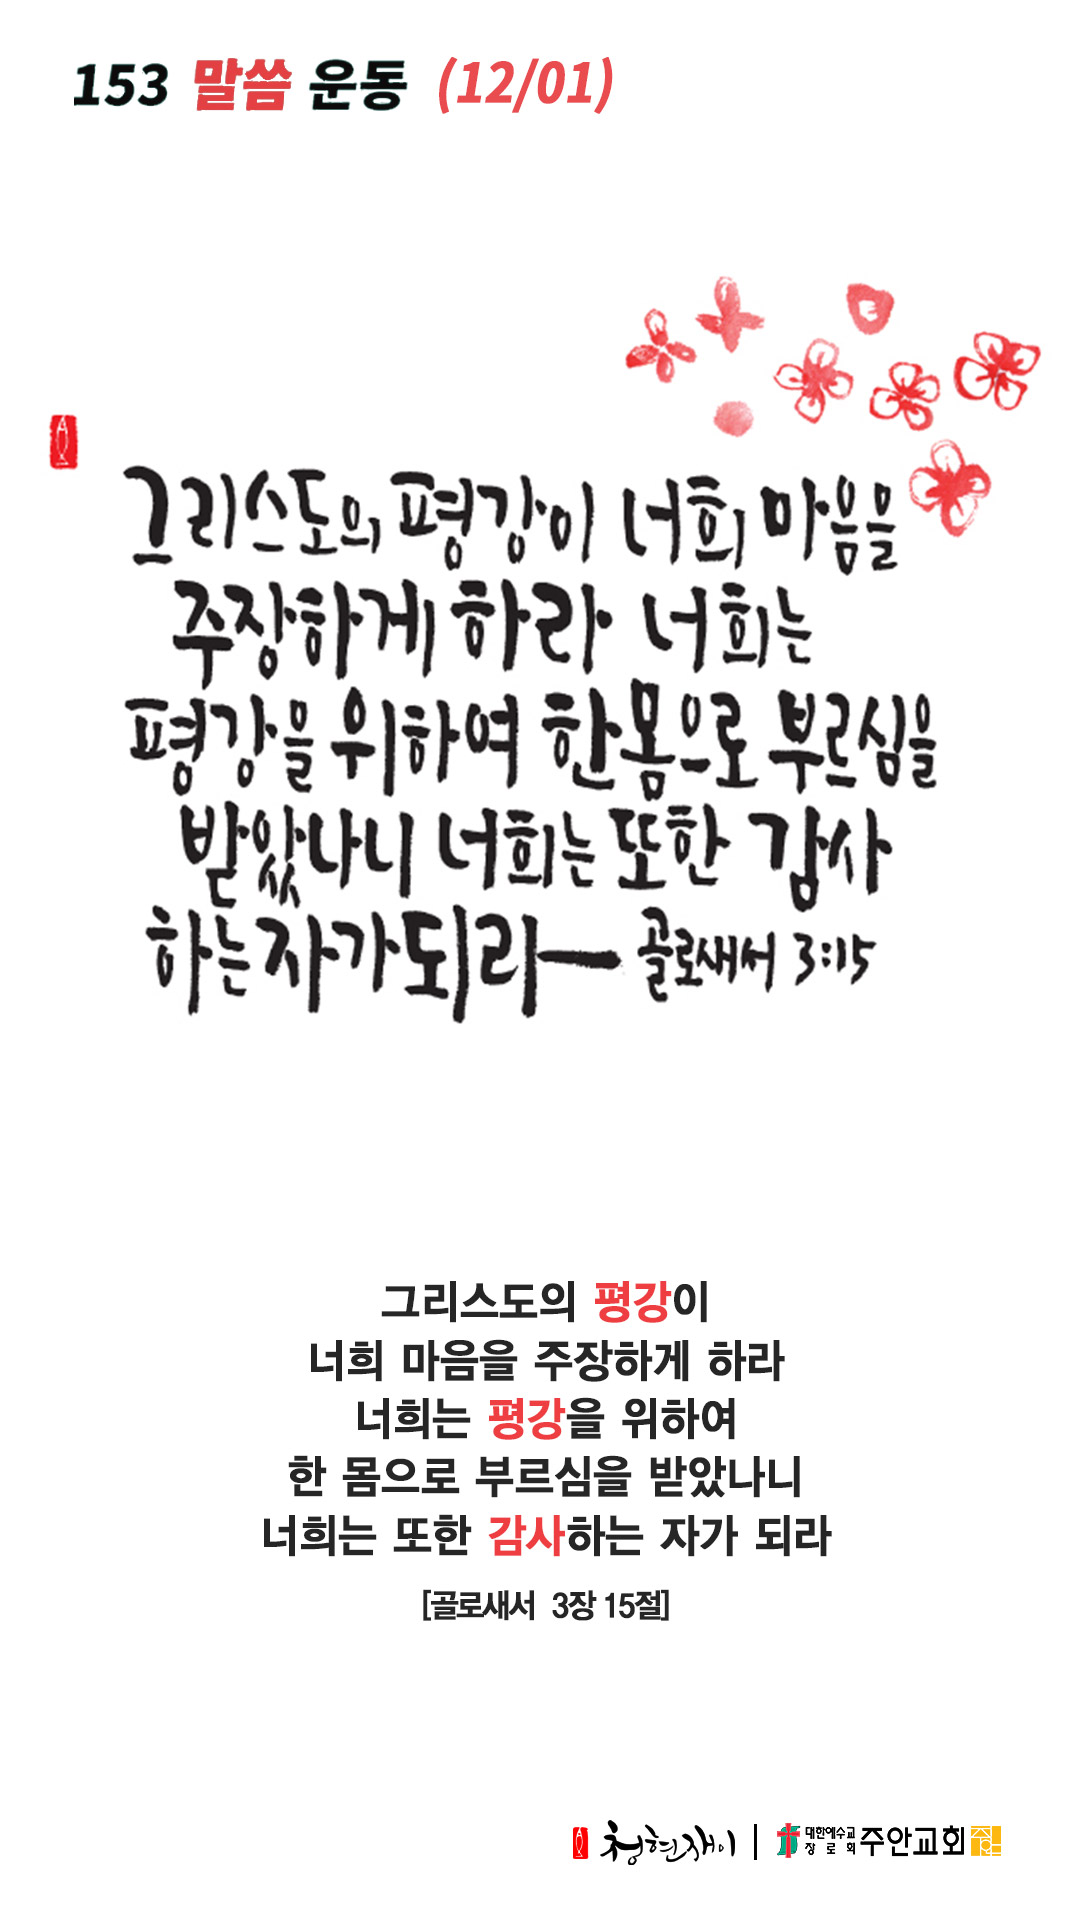 153 말씀 운동 (12/01)
그리스도의 평강이 너희 마음을
주장하게 하라 너희는
평강을 위하여 한 몸으로 부르심을
받았나니 너희는 또한 감사
하는 자가 되라 - 골로새서 3:15
그리스도의 평강이
너희 마음을 주장하게 하라
너희는 평강을 위하여
한 몸으로 부르심을 받았나니
너희는 또한 감사하는 자가 되라
[골로새서 3장 15절]
청현재이 | 대한예수교 장로회 주안교회